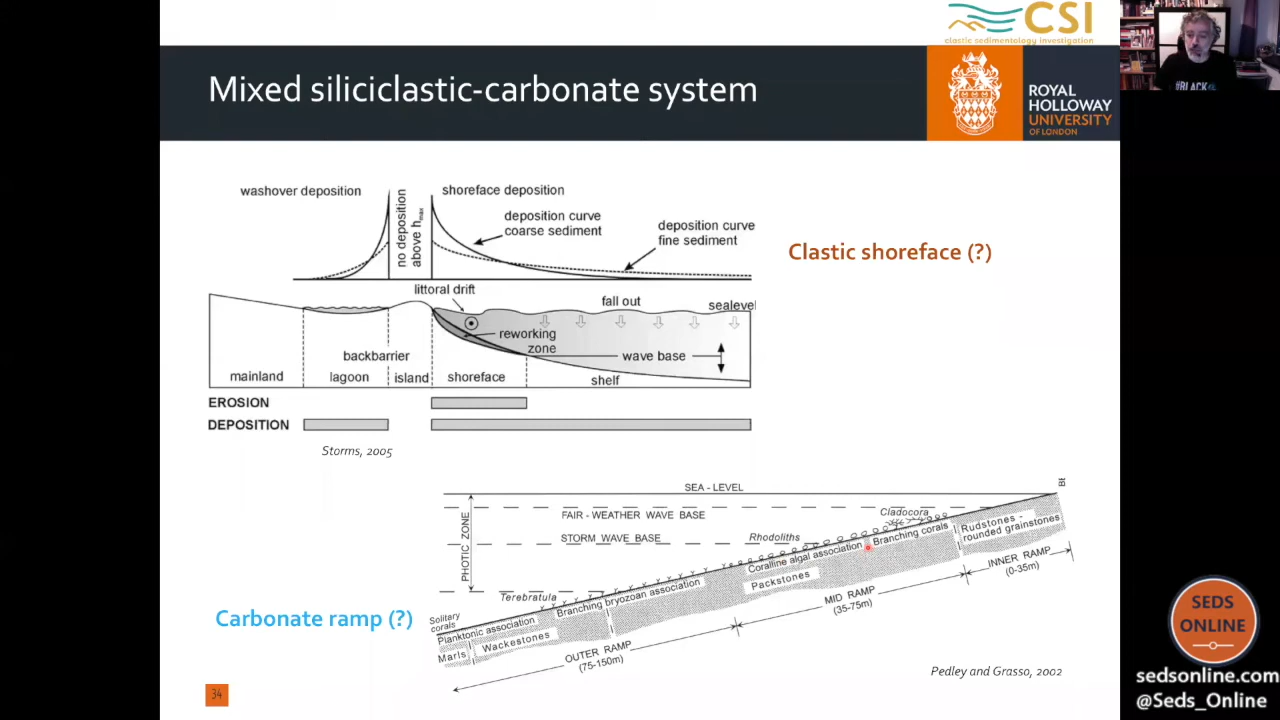 CSI
clastic sedimentology investigation
Mixed siliciclastic-carbonate system
ROYAL
HOLLOWAY
UNIVERSITY
OF LONDON
#BLACK
washover deposition
no deposition
above hmax
shoreface deposition
deposition curve
coarse sediment
deposition curve
fine sediment
Clastic shoreface (?)
littoral drift
fall out
sealevel
reworking
zone
wave base
backbarrier
mainland
lagoon
island
shoreface
shelf
EROSION
DEPOSITION
Storms, 2005
SEA - LEVEL
FAIR - WEATHER WAVE BASE
STORM WAVE BASE
PHOTIC ZONE
Cladocora
Rhodoliths
Branching corals
Rudstones -
rounded grainstones
Coralline algal association
Packstones
INNER RAMP
(0-35m)
MID RAMP
(35-75m)
Terebratula
Branching bryozoan association
Solitary
corals
Planktonic association
Marls
Wackestones
OUTER RAMP
(75-150m)
Carbonate ramp (?)
Pedley and Grasso, 2002
34
SEDS
ONLINE
sedsonline.com
@Seds_Online